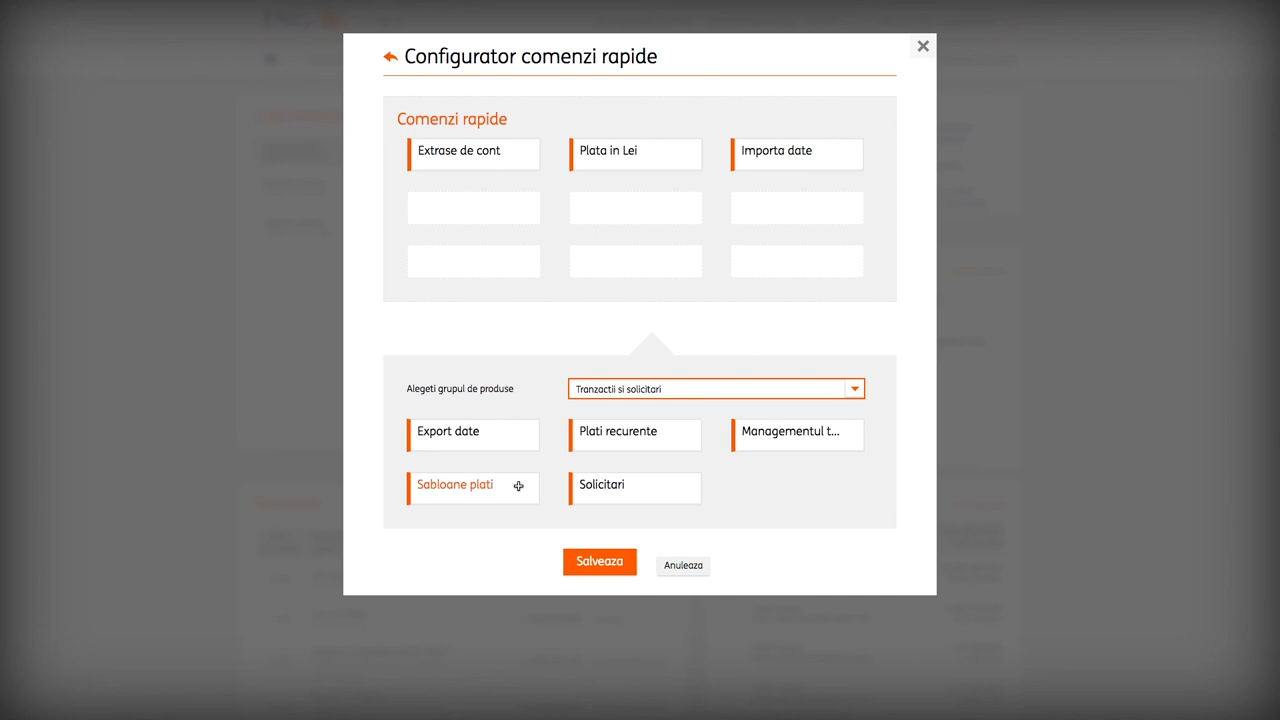 Configurator comenzi rapide
Comenzi rapide
Extrase de cont
Plata in Lei
Importa date
Alegeti grupul de produse
Tranzactii si solicitari
Export date
Plati recurente
Managementul t...
Sabloane plati
Solicitari
Salveaza
Anuleaza